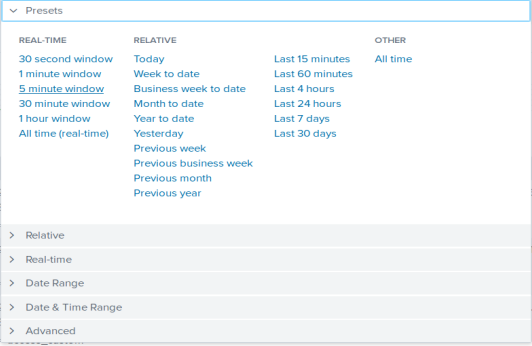 Presets
REAL-TIME
30 second window
1 minute window
5 minute window
30 minute window
1 hour window
All time (real-time)
RELATIVE
Today
Week to date
Business week to date
Month to date
Year to date
Yesterday
Previous week
Previous business week
Previous month
Previous year
Last 15 minutes
Last 60 minutes
Last 4 hours
Last 24 hours
Last 7 days
Last 30 days
OTHER
All time
Relative
Real-time
Date Range
Date & Time Range
Advanced